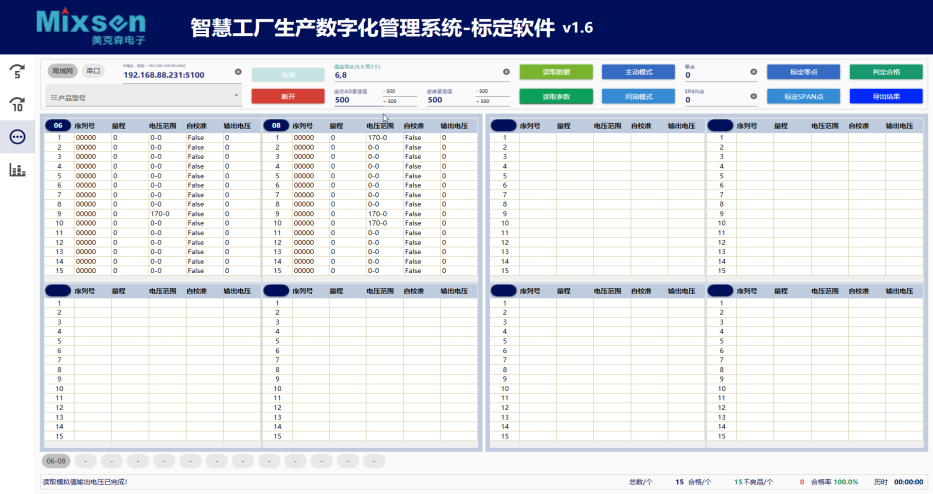 Mixsen
美克森电子
智慧工厂生产数字化管理系统-标定软件 v1.6
局域网 串口
192.168.88.231:5100
6,8
读取数据 主动模式
零点
0
标定零点 判定合格
产品型号
断开
信号AD基准值
500
- 500
+ 500
500
- 500
+ 500
读取参数 问询模式
SPAN点
0
标定SPAN点 导出结果
06 序列号 量程 电压范围 自校准 输出电压
1 00000 0 0-0 False 0
2 00000 0 0-0 False 0
3 00000 0 0-0 False 0
4 00000 0 0-0 False 0
5 00000 0 0-0 False 0
6 00000 0 0-0 False 0
7 00000 0 0-0 False 0
8 00000 0 0-0 False 0
9 00000 0 170-0 False 0
10 00000 0 0-0 False 0
11 00000 0 0-0 False 0
12 00000 0 0-0 False 0
13 00000 0 0-0 False 0
14 00000 0 0-0 False 0
15 00000 0 0-0 False 0
08 序列号 量程 电压范围 自校准 输出电压
1 00000 0 170-0 False 0
2 00000 0 0-0 False 0
3 00000 0 0-0 False 0
4 00000 0 0-0 False 0
5 00000 0 0-0 False 0
6 00000 0 0-0 False 0
7 00000 0 0-0 False 0
8 00000 0 0-0 False 0
9 00000 0 170-0 False 0
10 00000 0 170-0 False 0
11 00000 0 0-0 False 0
12 00000 0 0-0 False 0
13 00000 0 0-0 False 0
14 00000 0 0-0 False 0
15 00000 0 0-0 False 0
序列号 量程 电压范围 自校准 输出电压
1
2
3
4
5
6
7
8
9
10
11
12
13
14
15
序列号 量程 电压范围 自校准 输出电压
1
2
3
4
5
6
7
8
9
10
11
12
13
14
15
序列号 量程 电压范围 自校准 输出电压
1
2
3
4
5
6
7
8
9
10
11
12
13
14
15
序列号 量程 电压范围 自校准 输出电压
1
2
3
4
5
6
7
8
9
10
11
12
13
14
15
序列号 量程 电压范围 自校准 输出电压
1
2
3
4
5
6
7
8
9
10
11
12
13
14
15
序列号 量程 电压范围 自校准 输出电压
1
2
3
4
5
6
7
8
9
10
11
12
13
14
15
5
10
06-08 - - - - - - - - - - - -
读取模拟值输出电压已完成! 总数/个 15 合格/个 15 不良品/个 0 合格率 100.0% 历时 00:00:00